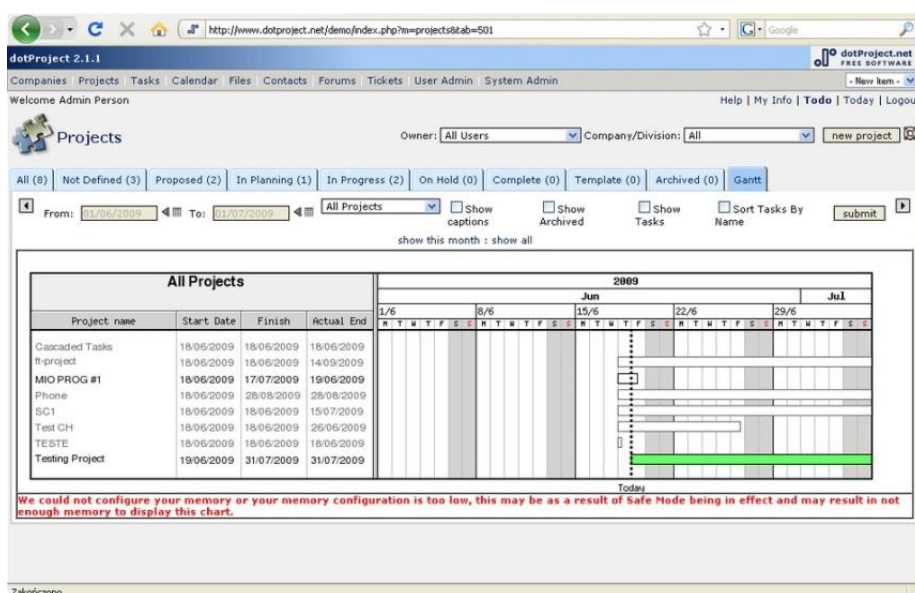 http://www.dotproject.net/demo/index.php?m=projects&tab=501
Google
dotProject 2.1.1
dotProject.net
FREE SOFTWARE
Companies Projects Tasks Calendar Files Contacts Forums Tickets User Admin System Admin
- New Item -
Welcome Admin Person
Help | My Info | Todo | Today | Logou
Projects
Owner: All Users Company/Division: All new project
All (8) Not Defined (3) Proposed (2) In Planning (1) In Progress (2) On Hold (0) Complete (0) Template (0) Archived (0) Gantt
From: 01/06/2009 To: 01/07/2009 All Projects Show captions Show Archived Show Tasks Sort Tasks By Name submit
show this month : show all
All Projects
2009
Jun Jul
Project name Start Date Finish Actual End
1/6 8/6 15/6 22/6 29/6
M T W T F S S M T W T F S S M T W T F S S M T W T F S S M T W T F S S
Cascaded Tasks 18/06/2009 18/06/2009 18/06/2009
ft-project 18/06/2009 18/06/2009 14/09/2009
MIO PROG #1 18/06/2009 17/07/2009 19/06/2009
Phone 18/06/2009 28/08/2009 28/08/2009
SC1 18/06/2009 18/06/2009 15/07/2009
Test CH 18/06/2009 18/06/2009 26/06/2009
TESTE 18/06/2009 18/06/2009 18/06/2009
Testing Project 19/06/2009 31/07/2009 31/07/2009
Today
We could not configure your memory or your memory configuration is too low, this may be as a result of Safe Mode being in effect and may result in not
enough memory to display this chart.
Zakończono